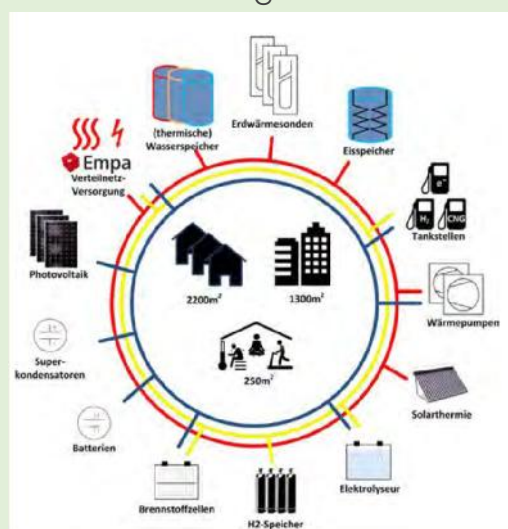 Erdwärmesonden
(thermische)
Wasserspeicher
Eisspeicher
Empa
Verteilnetz-
Versorgung
e-
H₂
CNG
Tankstellen
Photovoltaik
2200m²
1300m²
Wärmepumpen
Super-
kondensatoren
250m²
Solarthermie
Batterien
Elektrolyseur
Brennstoffzellen
H2-Speicher